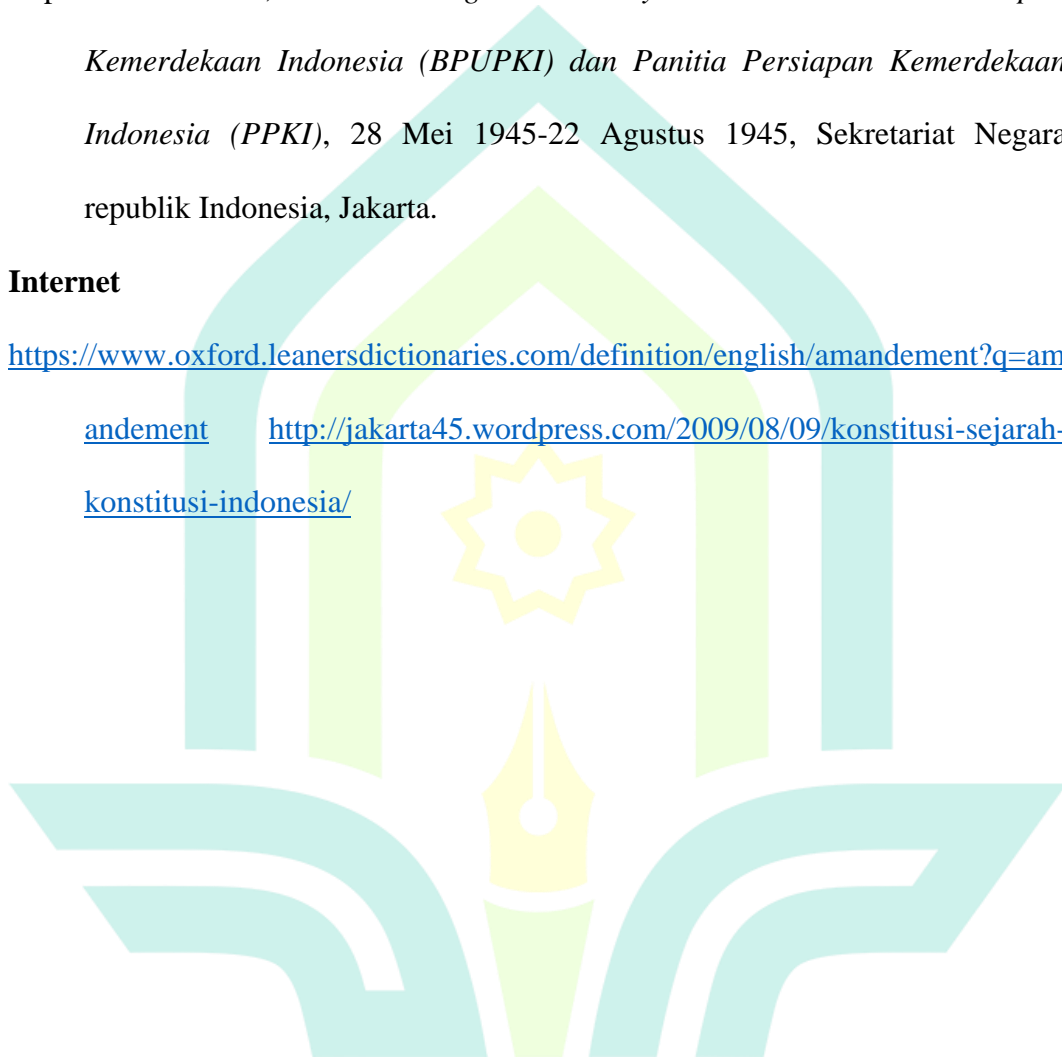 Kemerdekaan Indonesia (BPUPKI) dan Panitia Persiapan Kemerdekaan
Indonesia (PPKI), 28 Mei 1945-22 Agustus 1945, Sekretariat Negara
republik Indonesia, Jakarta.
Internet
https://www.oxford.leanersdictionaries.com/definition/english/amandement?q=am
andement http://jakarta45.wordpress.com/2009/08/09/konstitusi-sejarah-
konstitusi-indonesia/